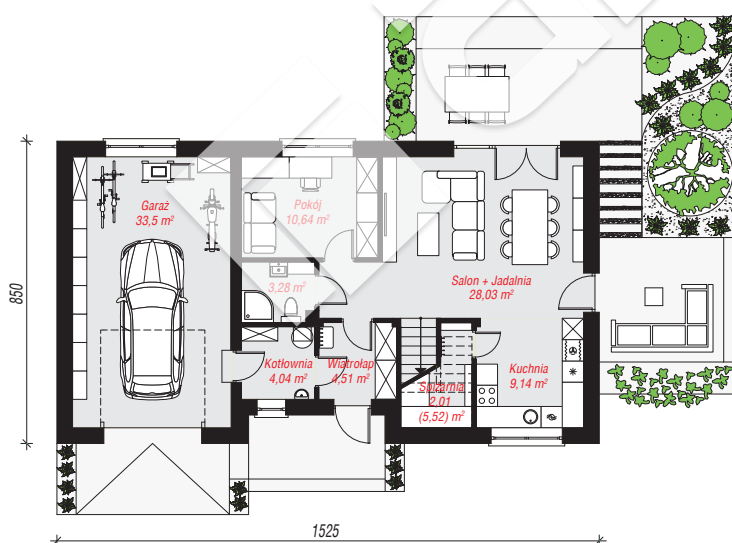 Garaż
33,5 m²
Pokój
10,64 m²
3,28 m²
Salon + Jadalnia
28,03 m²
Kotłownia
4,04 m²
Wiatrołap
4,51 m²
Spiżarnia
2.01
(5,52) m²
Kuchnia
9,14 m²
850
1525